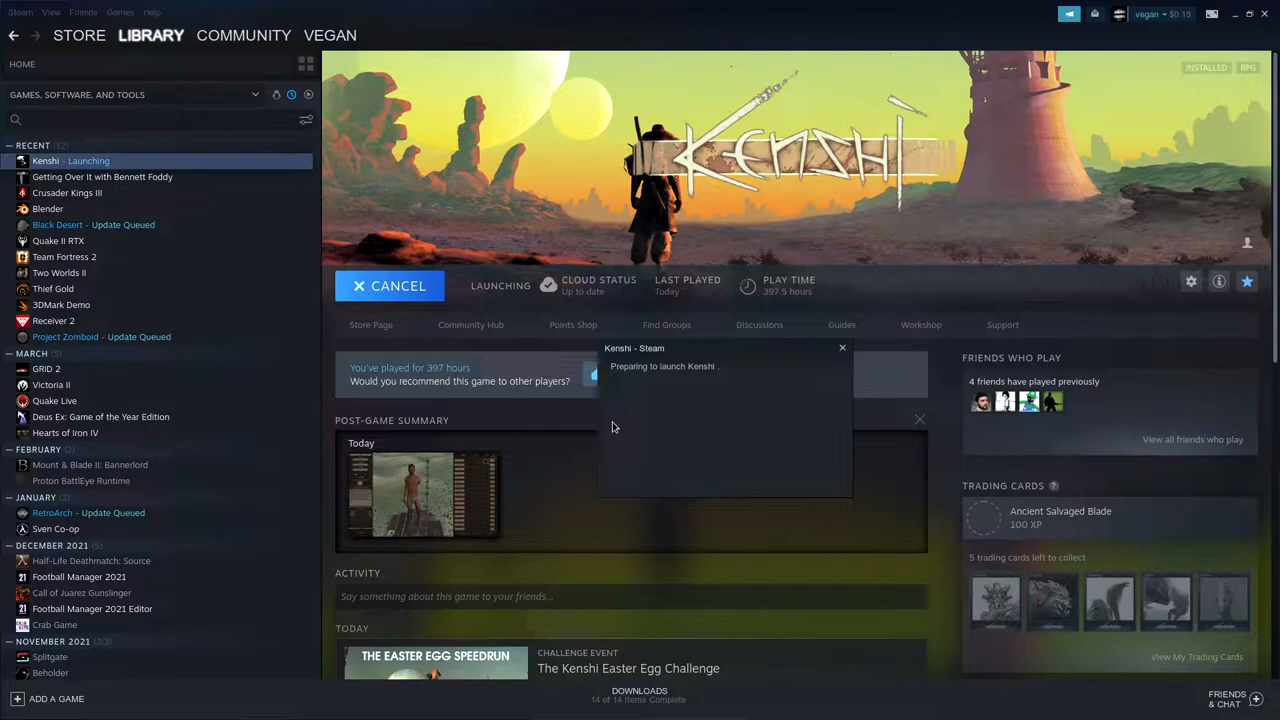 Steam View Friends Games Help
vegan $0.15
STORE LIBRARY COMMUNITY VEGAN
HOME
GAMES, SOFTWARE, AND TOOLS
RECENT (12)
Kenshi - Launching
Getting Over It with Bennett Foddy
Crusader Kings III
Blender
Black Desert - Update Queued
Quake II RTX
Team Fortress 2
Two Worlds II
Thief Gold
3DMark Demo
Receiver 2
Project Zomboid - Update Queued
MARCH (5)
GRID 2
Victoria II
Quake Live
Deus Ex: Game of the Year Edition
Hearts of Iron IV
FEBRUARY (2)
Mount & Blade II: Bannerlord
Proton BattlEye Runtime
JANUARY (2)
RetroArch - Update Queued
Sven Co-op
DECEMBER 2021 (5)
Half-Life Deathmatch: Source
Football Manager 2021
Call of Juarez Gunslinger
Football Manager 2021 Editor
Crab Game
NOVEMBER 2021 (2/3)
Splitgate
Beholder
ADD A GAME
KENSHI
INSTALLED RPG
CANCEL
LAUNCHING
CLOUD STATUS
Up to date
LAST PLAYED
Today
PLAY TIME
397.5 hours
Store Page Community Hub Points Shop Find Groups Discussions Guides Workshop Support
You've played for 397 hours
Would you recommend this game to other players?
Kenshi - Steam
Preparing to launch Kenshi .
POST-GAME SUMMARY
Today
ACTIVITY
Say something about this game to your friends...
TODAY
THE EASTER EGG SPEEDRUN
CHALLENGE EVENT
The Kenshi Easter Egg Challenge
FRIENDS WHO PLAY
4 friends have played previously
View all friends who play
TRADING CARDS ?
Ancient Salvaged Blade
100 XP
5 trading cards left to collect
View My Trading Cards
DOWNLOADS
14 of 14 Items Complete
FRIENDS
& CHAT